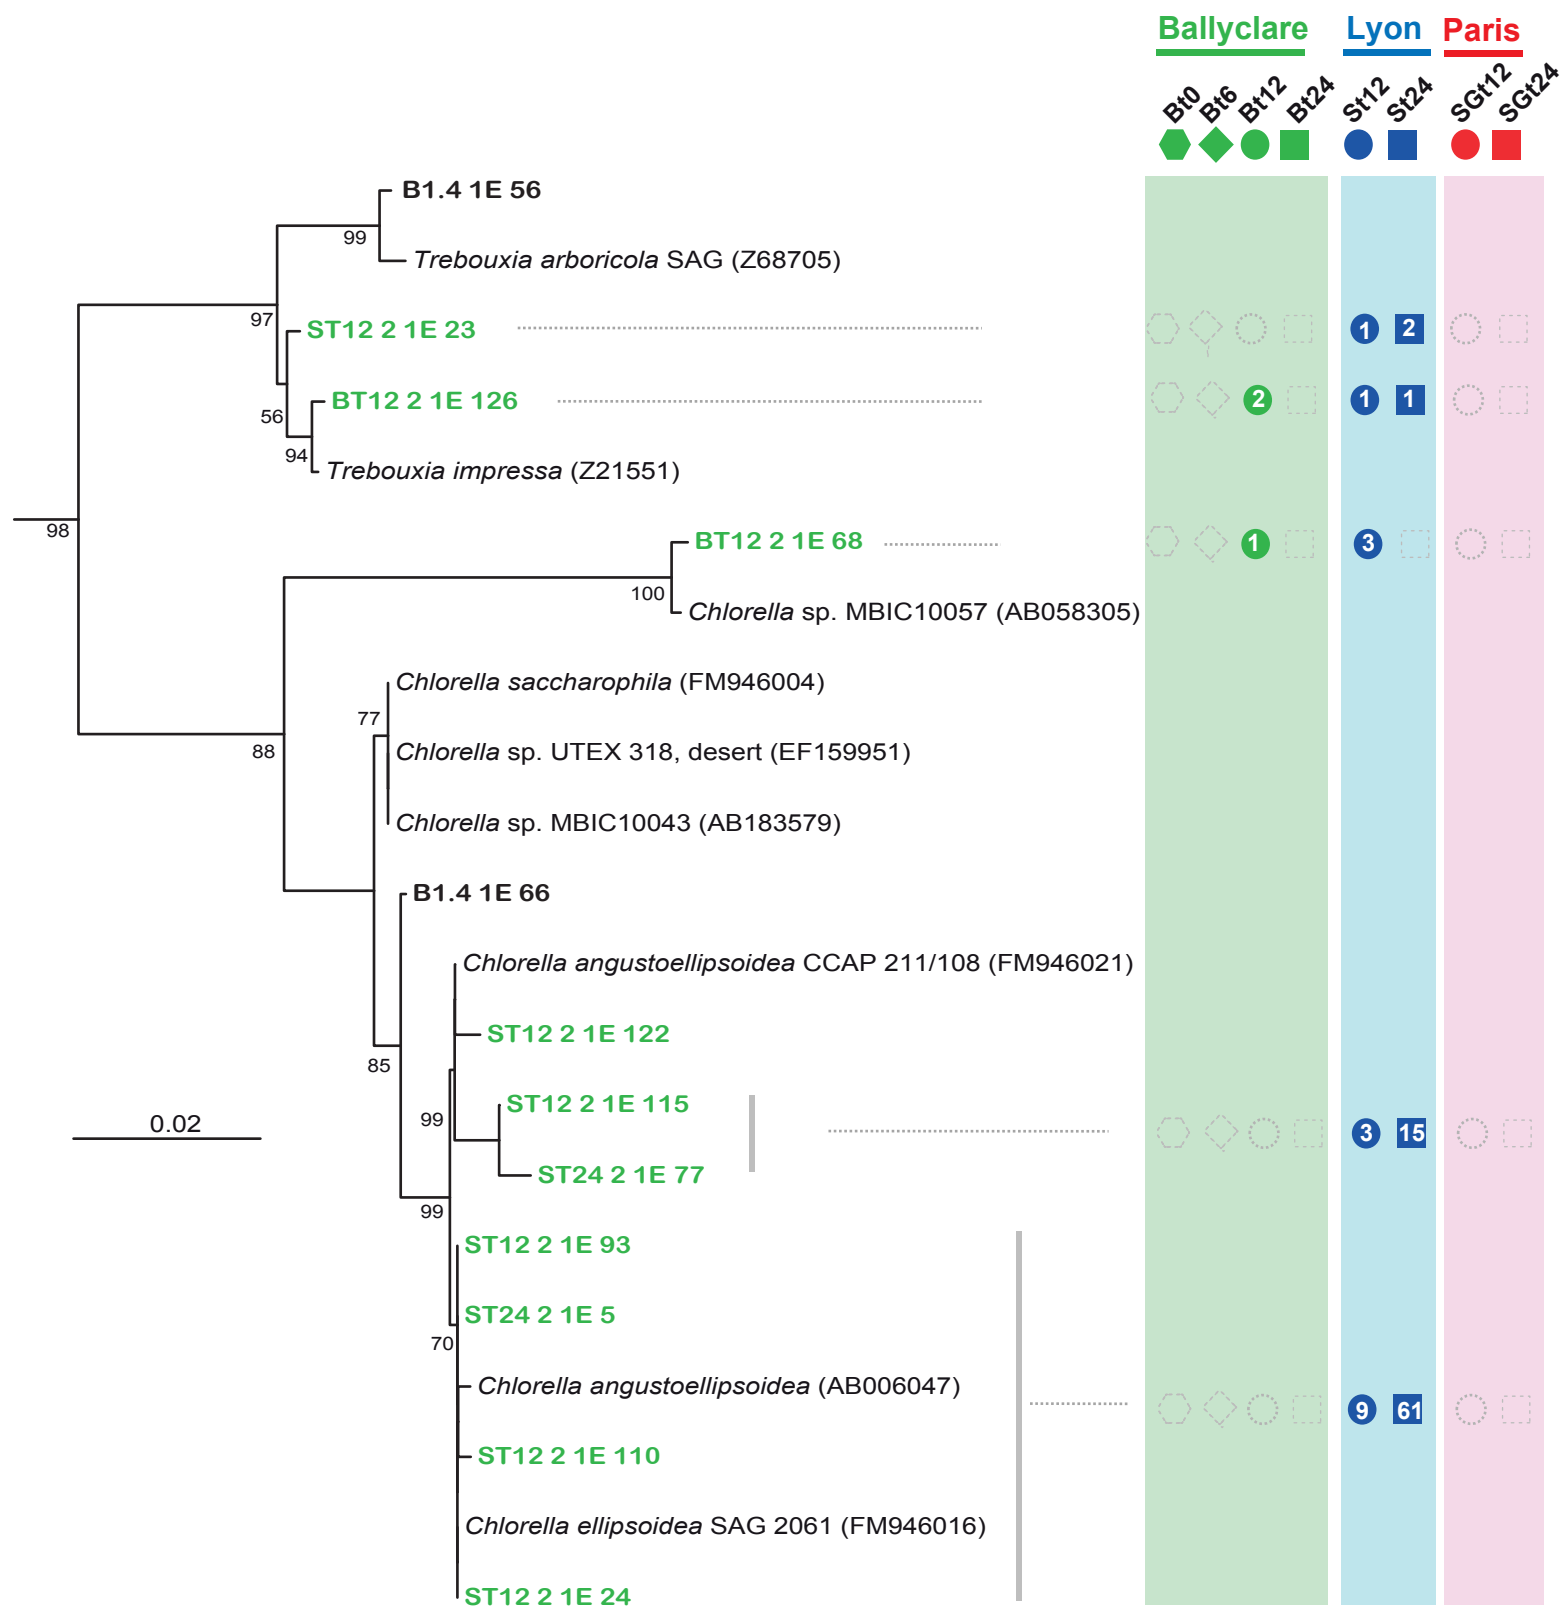 Ballyclare Lyon Paris
Bt0 Bt6 Bt12 Bt24 St12 St24 SGt12 SGt24
B1.4 1E 56
99
Trebouxia arboricola SAG (Z68705)
97
ST12 2 1E 23 1 2
BT12 2 1E 126 2 1 1
56
94
Trebouxia impressa (Z21551)
98
BT12 2 1E 68 1 3
100
Chlorella sp. MBIC10057 (AB058305)
Chlorella saccharophila (FM946004)
77
88
Chlorella sp. UTEX 318, desert (EF159951)
Chlorella sp. MBIC10043 (AB183579)
B1.4 1E 66
Chlorella angustoellipsoidea CCAP 211/108 (FM946021)
ST12 2 1E 122
85
ST12 2 1E 115
99
0.02
3 15
ST24 2 1E 77
99
ST12 2 1E 93
ST24 2 1E 5
70
Chlorella angustoellipsoidea (AB006047)
9 61
ST12 2 1E 110
Chlorella ellipsoidea SAG 2061 (FM946016)
ST12 2 1E 24